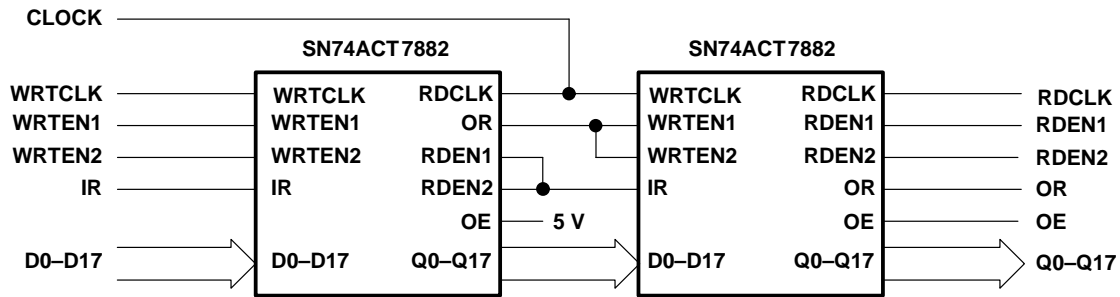 CLOCK
SN74ACT7882 SN74ACT7882
WRTCLK WRTCLK RDCLK WRTCLK RDCLK RDCLK
WRTEN1 WRTEN1 OR WRTEN1 RDEN1 RDEN1
WRTEN2 WRTEN2 RDEN1 WRTEN2 RDEN2 RDEN2
IR IR RDEN2 IR OR OR
OE 5 V OE OE
D0–D17 D0–D17 Q0–Q17 D0–D17 Q0–Q17 Q0–Q17